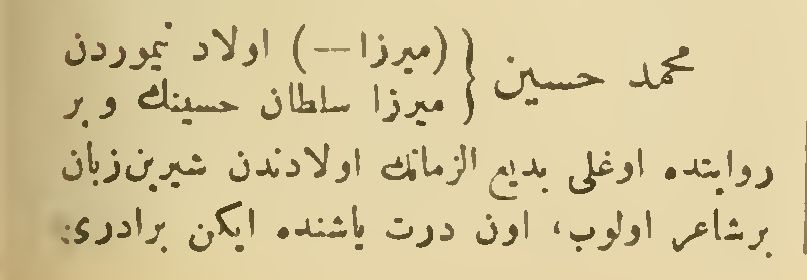 محمد حسين { (ميرزا —) اولاد تيموردن
ميرزا سلطان حسينك و بر
روايتده اوغلى بديع الزمانك اولادندن شيرين زبان
برشاعر اولوب، اون درت ياشنده ايكن برادرى